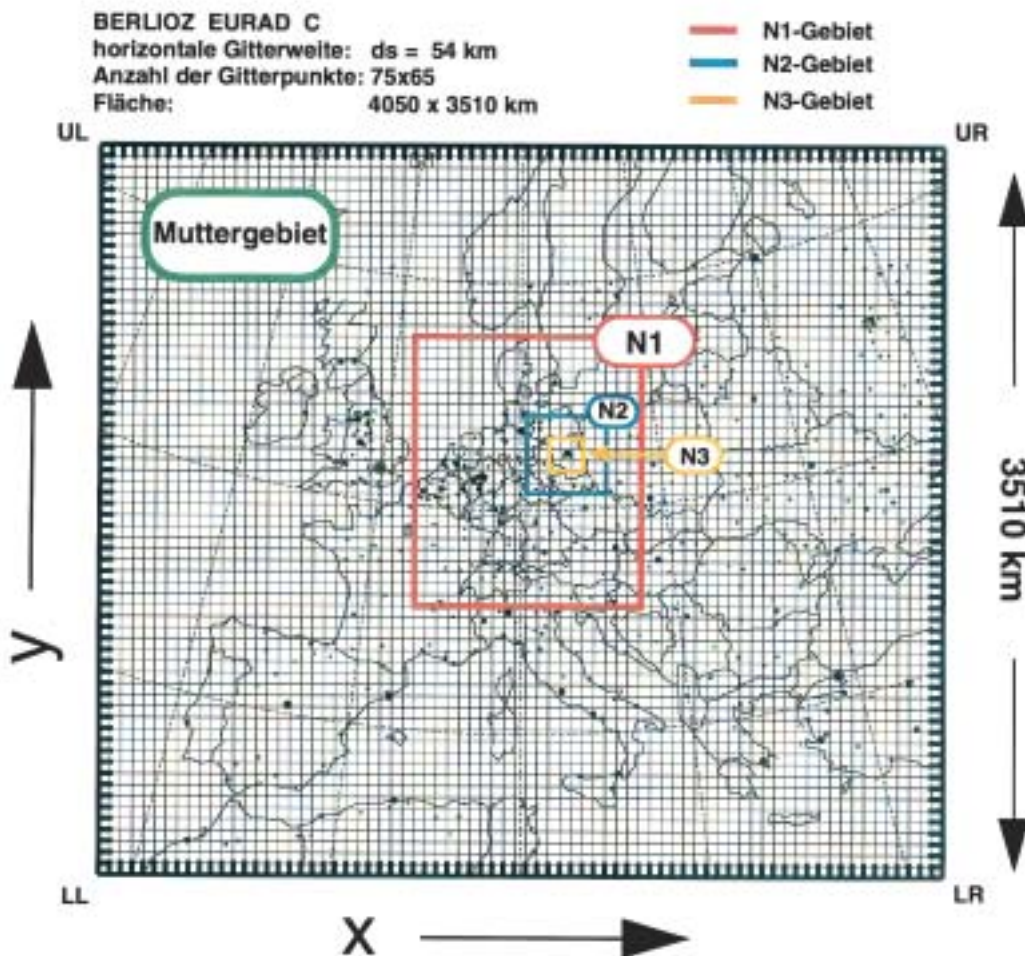 BERLIOZ EURAD C
horizontale Gitterweite: ds = 54 km
Anzahl der Gitterpunkte: 75x65
Fläche: 4050 x 3510 km
N1-Gebiet
N2-Gebiet
N3-Gebiet
UL
UR
Muttergebiet
N1
N2
N3
3510 km
y
LL
LR
X